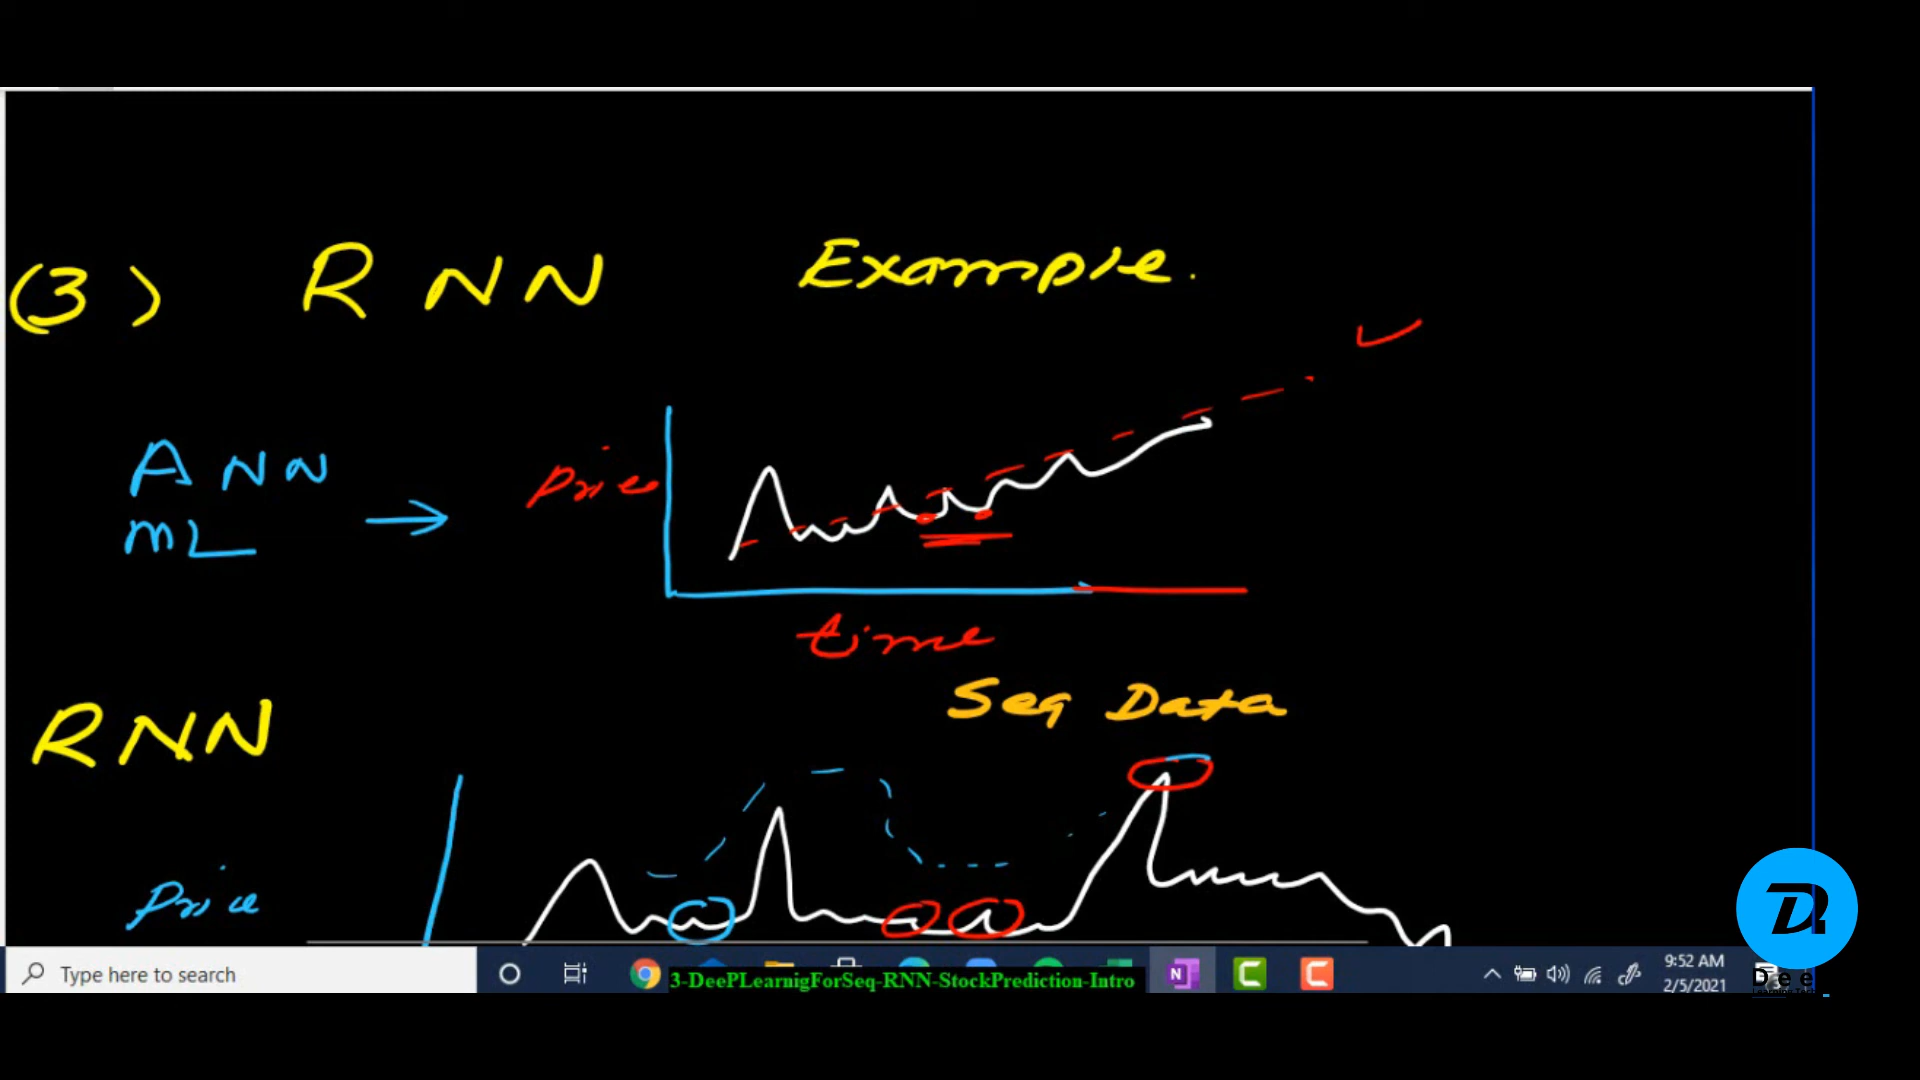 (3) RNN Example.
ANN
ML
Price
time
Seq Data
RNN
Price
Type here to search
3-DeePLearnigForSeq-RNN-StockPrediction-Intro
9:52 AM
2/5/2021
Dee